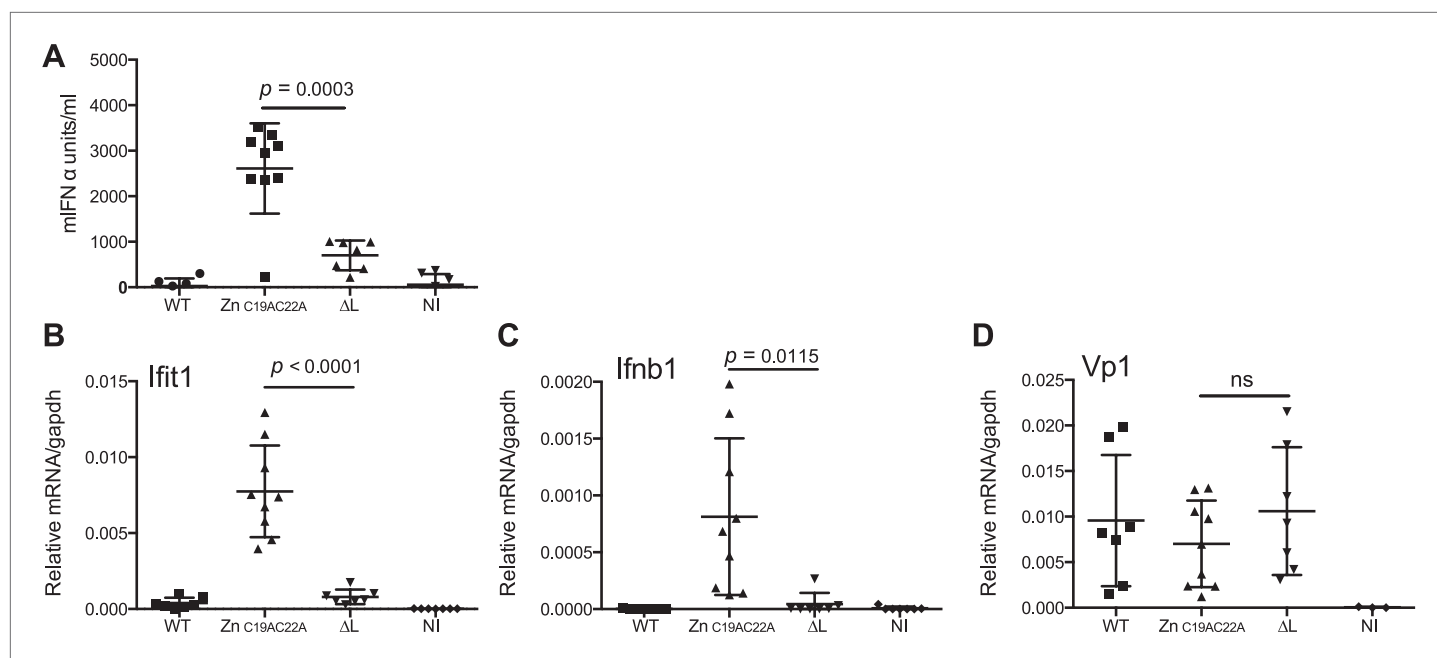 A
5000
4000
3000
2000
1000
0
mIFN α units/ml
p = 0.0003
WT
Zn C19AC22A
ΔL
NI
B
Ifit1
p < 0.0001
0.015
0.010
0.005
0.000
Relative mRNA/gapdh
WT
Zn C19AC22A
ΔL
NI
C
Ifnb1
p = 0.0115
0.0020
0.0015
0.0010
0.0005
0.0000
Relative mRNA/gapdh
WT
Zn C19AC22A
ΔL
NI
D
Vp1
ns
0.025
0.020
0.015
0.010
0.005
0.000
Relative mRNA/gapdh
WT
Zn C19AC22A
ΔL
NI